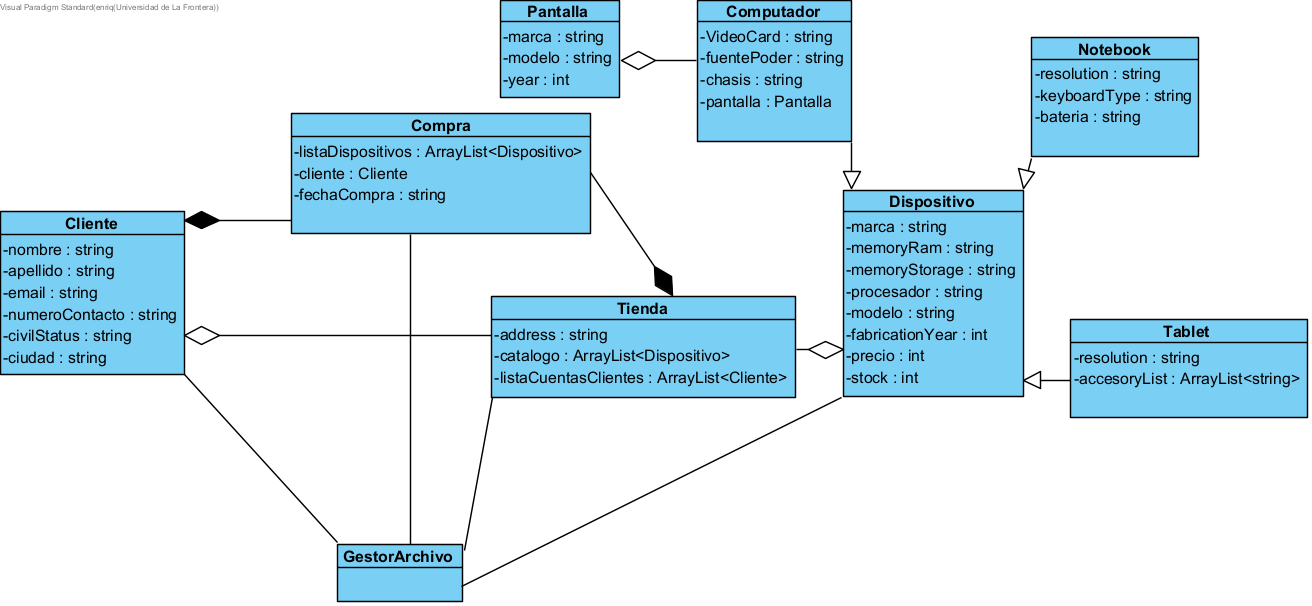 Visual Paradigm Standard(enriq(Universidad de La Frontera))
Pantalla
-marca : string
-modelo : string
-year : int
Computador
-VideoCard : string
-fuentePoder : string
-chasis : string
-pantalla : Pantalla
Notebook
-resolution : string
-keyboardType : string
-bateria : string
Compra
-listaDispositivos : ArrayList<Dispositivo>
-cliente : Cliente
-fechaCompra : string
Cliente
-nombre : string
-apellido : string
-email : string
-numeroContacto : string
-civilStatus : string
-ciudad : string
Dispositivo
-marca : string
-memoryRam : string
-memoryStorage : string
-procesador : string
-modelo : string
-fabricationYear : int
-precio : int
-stock : int
Tienda
-address : string
-catalogo : ArrayList<Dispositivo>
-listaCuentasClientes : ArrayList<Cliente>
Tablet
-resolution : string
-accesoryList : ArrayList<string>
GestorArchivo